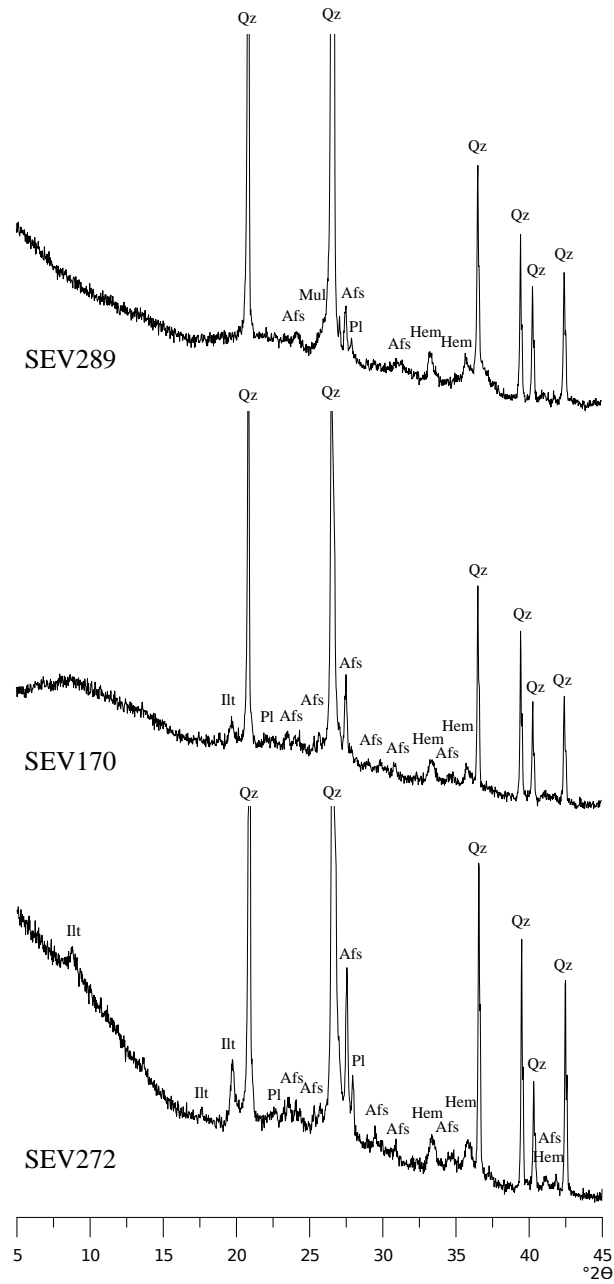 Qz Qz
Qz
Qz
Qz Qz
Mul Afs
Afs Pl Hem Hem
Afs
SEV289
Qz Qz
Qz
Qz
Qz
Afs
Ilt Pl Afs Afs
Afs Afs Hem Afs Hem
SEV170
Qz Qz
Qz
Qz
Qz
Ilt Afs
Qz
Ilt
Ilt Pl Afs Afs Afs Afs Hem Afs Hem
Afs
Hem
SEV272
5 10 15 20 25 30 35 40 45
°2Θ